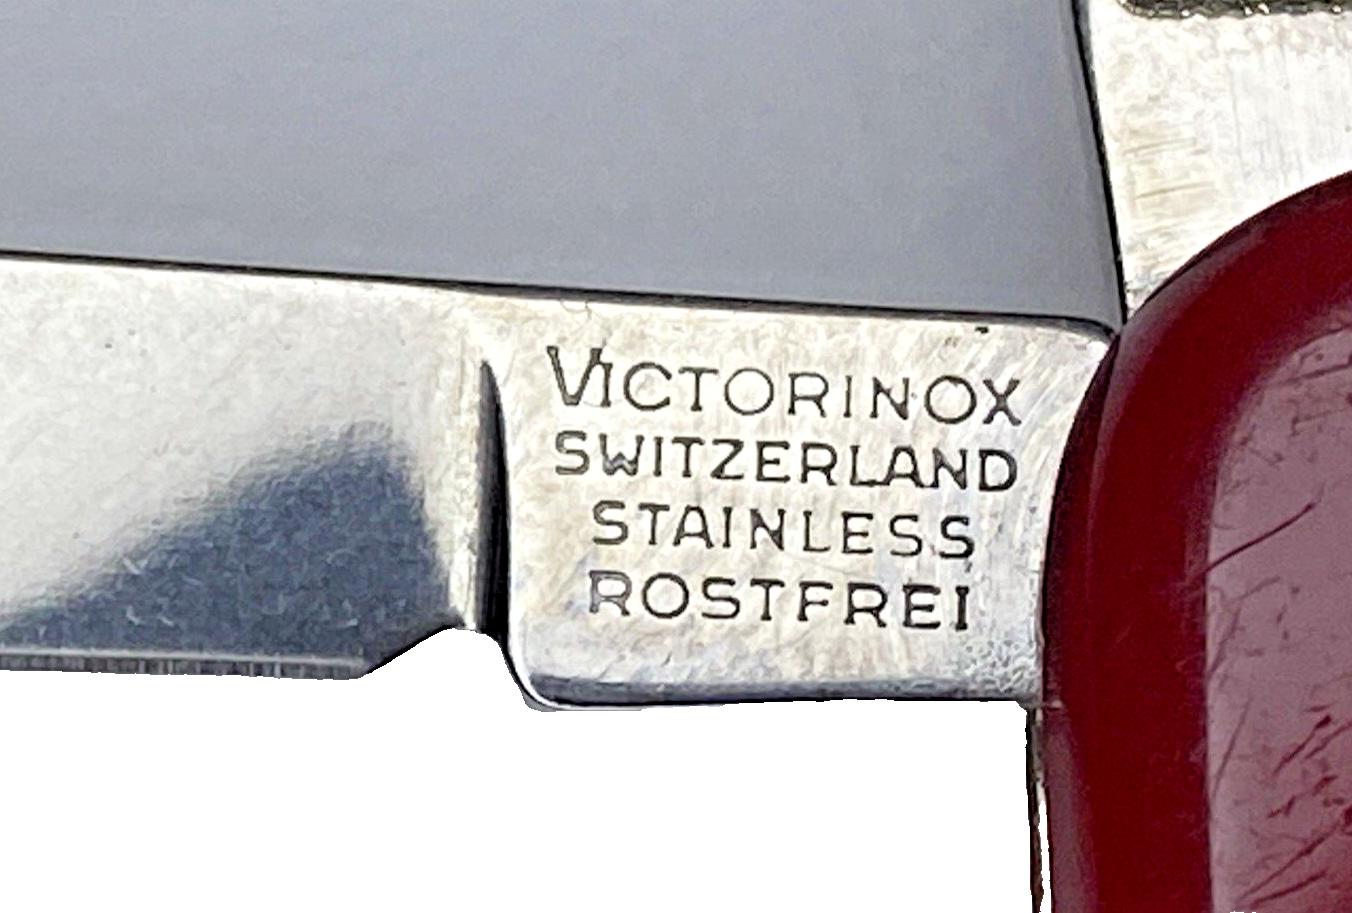 VICTORINOX
SWITZERLAND
STAINLESS
ROSTFREI